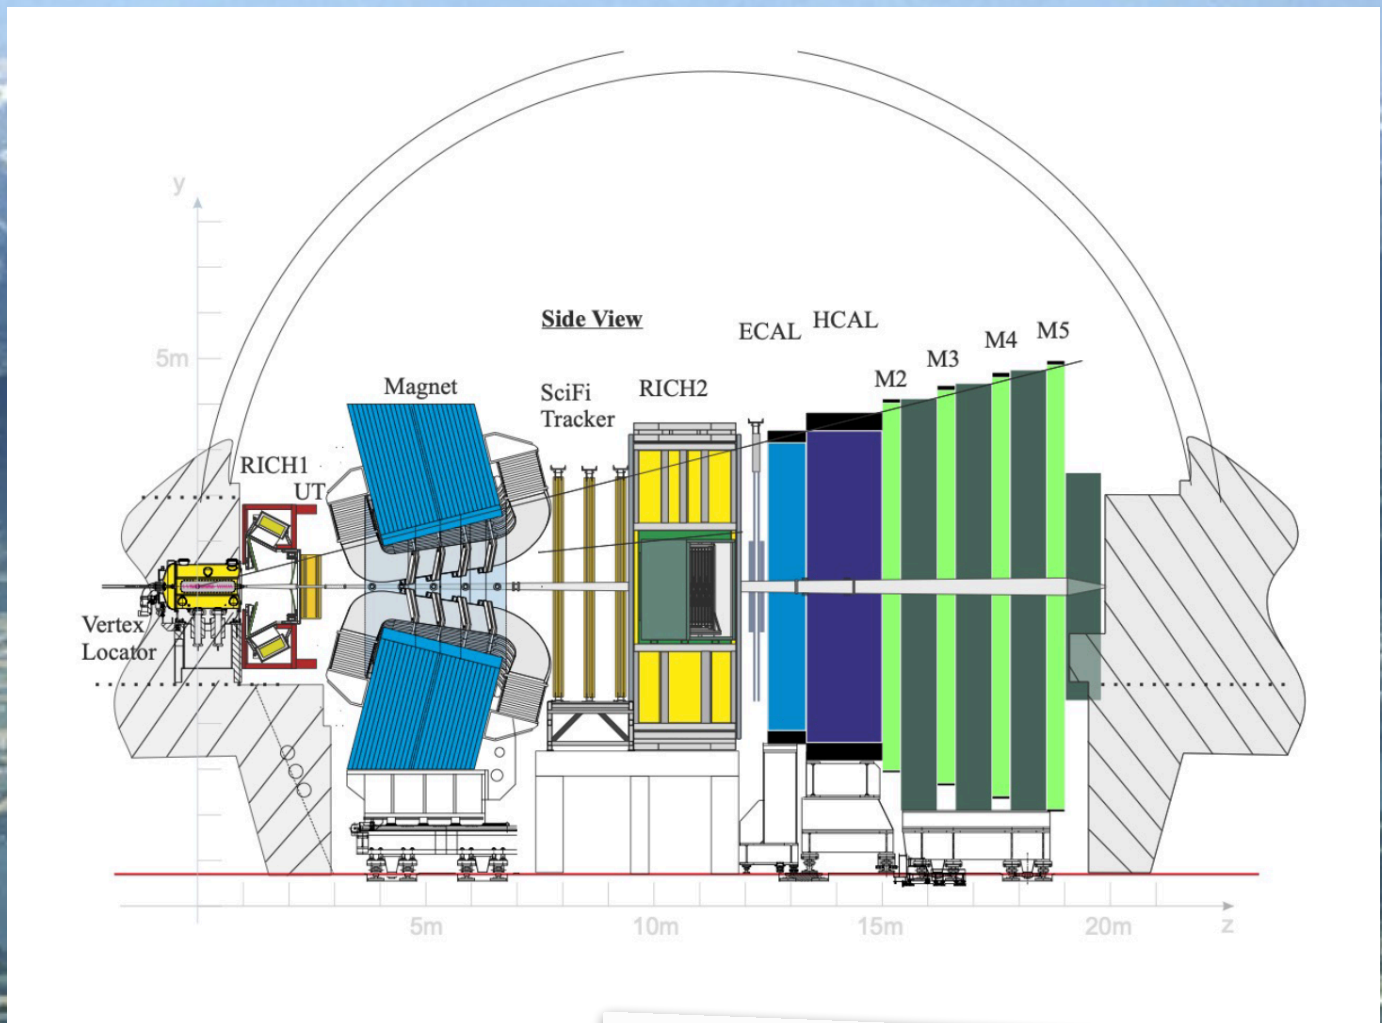 y
Side View
ECAL
HCAL
M2
M3
M4
M5
5m
Magnet
SciFi
Tracker
RICH2
RICH1
UT
Vertex
Locator
5m
10m
15m
20m
z